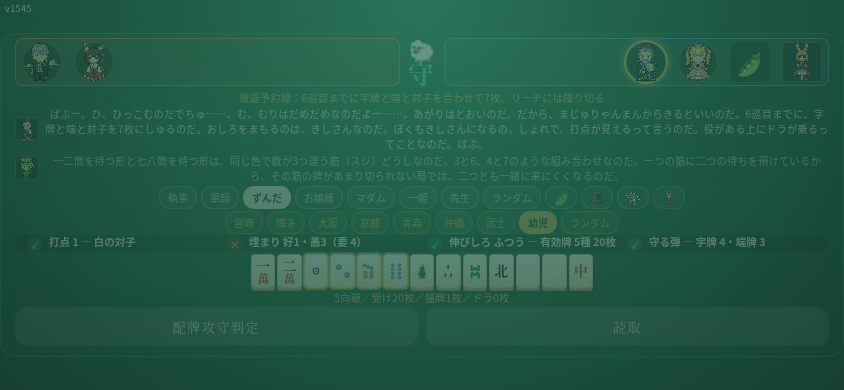 v1545
守
撤退予約線：6巡目までに字牌と端と対子を合わせて7枚。リーチには降り切る
ばぶー。ひ、ひっこむのだでちゅ……。む、むりはだめだめなのだよー……。あがりはとおいのだ。だから、まじゅりゃんまんからきるといいのだ。6巡目までに、字
牌と端と対子を7枚にしゅるのだ。おしろをまもるのは、きしさんなのだ。ぼくもきしさんになるの。しょれで、打点が見えるって言うのだ。役がある上にドラが乗るっ
てことなのだ。ばぶ。
一二筒を待つ形と七八筒を待つ形は、同じ色で数が3つ違う筋（スジ）どうしなのだ。3と6、4と7のような組み合わせなのだ。一つの筋に二つの待ちを預けているか
ら、その筋の牌があまり切られない局では、二つとも一緒に来にくくなるのだ。
執事 軍師 ずんだ お嬢様 マダム 一姫 先生 ランダム
宮崎 博多 大阪 京都 青森 沖縄 武士 幼児 ランダム
✓ 打点 1 — 白の対子 ✕ 埋まり 好1・愚3（要 4） ✓ 伸びしろ ふつう — 有効牌 5種 20枚 ✓ 守る弾 — 字牌 4・端牌 3
一萬 二萬 北 中
3向聴／受け20枚／猫牌1枚／ドラ0枚
配牌攻守判定 読取